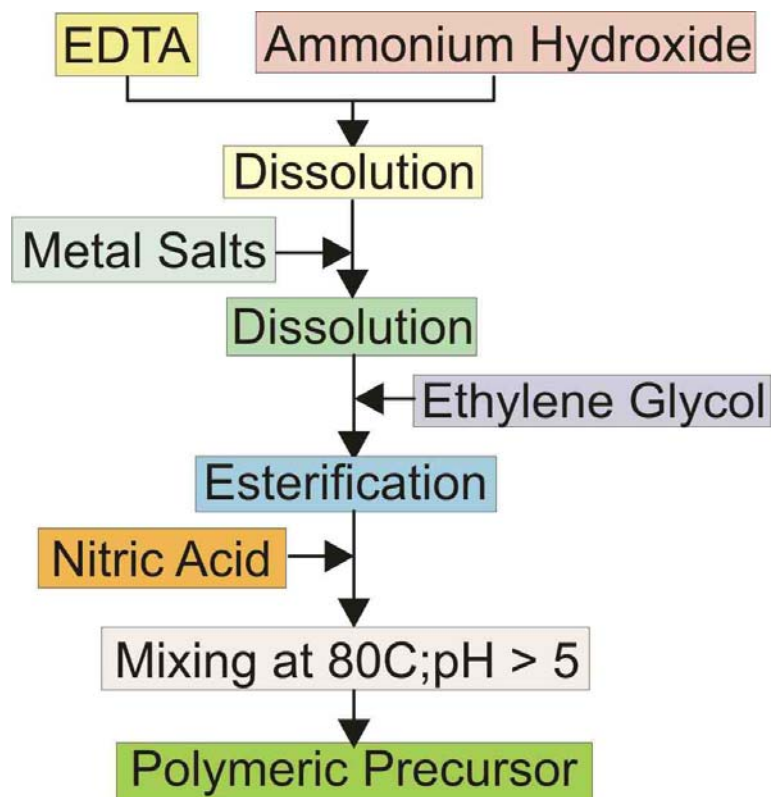 EDTA
Ammonium Hydroxide
Dissolution
Metal Salts
Dissolution
Ethylene Glycol
Esterification
Nitric Acid
Mixing at 80C;pH > 5
Polymeric Precursor